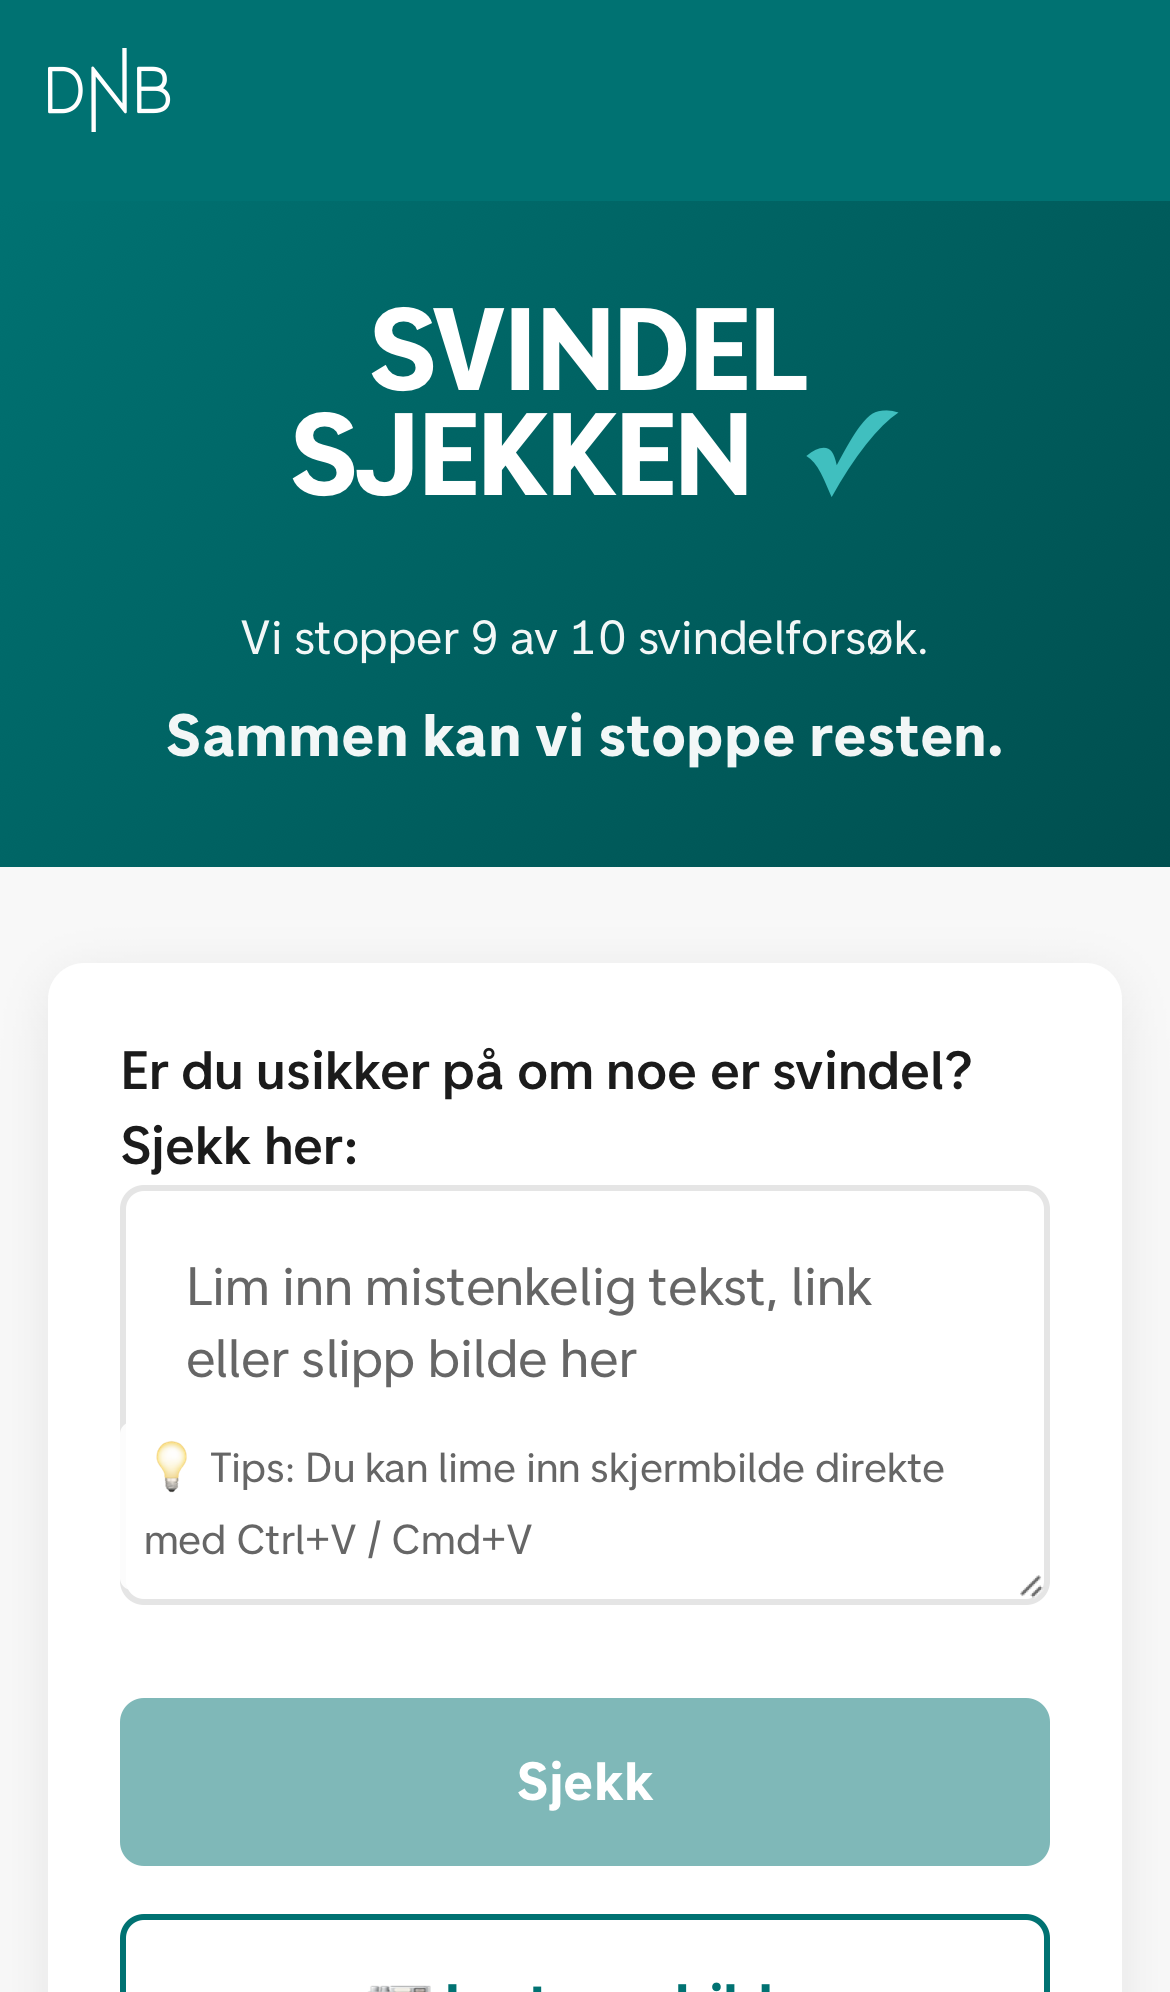 DNB
SVINDEL
SJEKKEN
Vi stopper 9 av 10 svindelforsøk.
Sammen kan vi stoppe resten.
Er du usikker på om noe er svindel?
Sjekk her:
Lim inn mistenkelig tekst, link
eller slipp bilde her
Tips: Du kan lime inn skjermbilde direkte
med Ctrl+V / Cmd+V
Sjekk